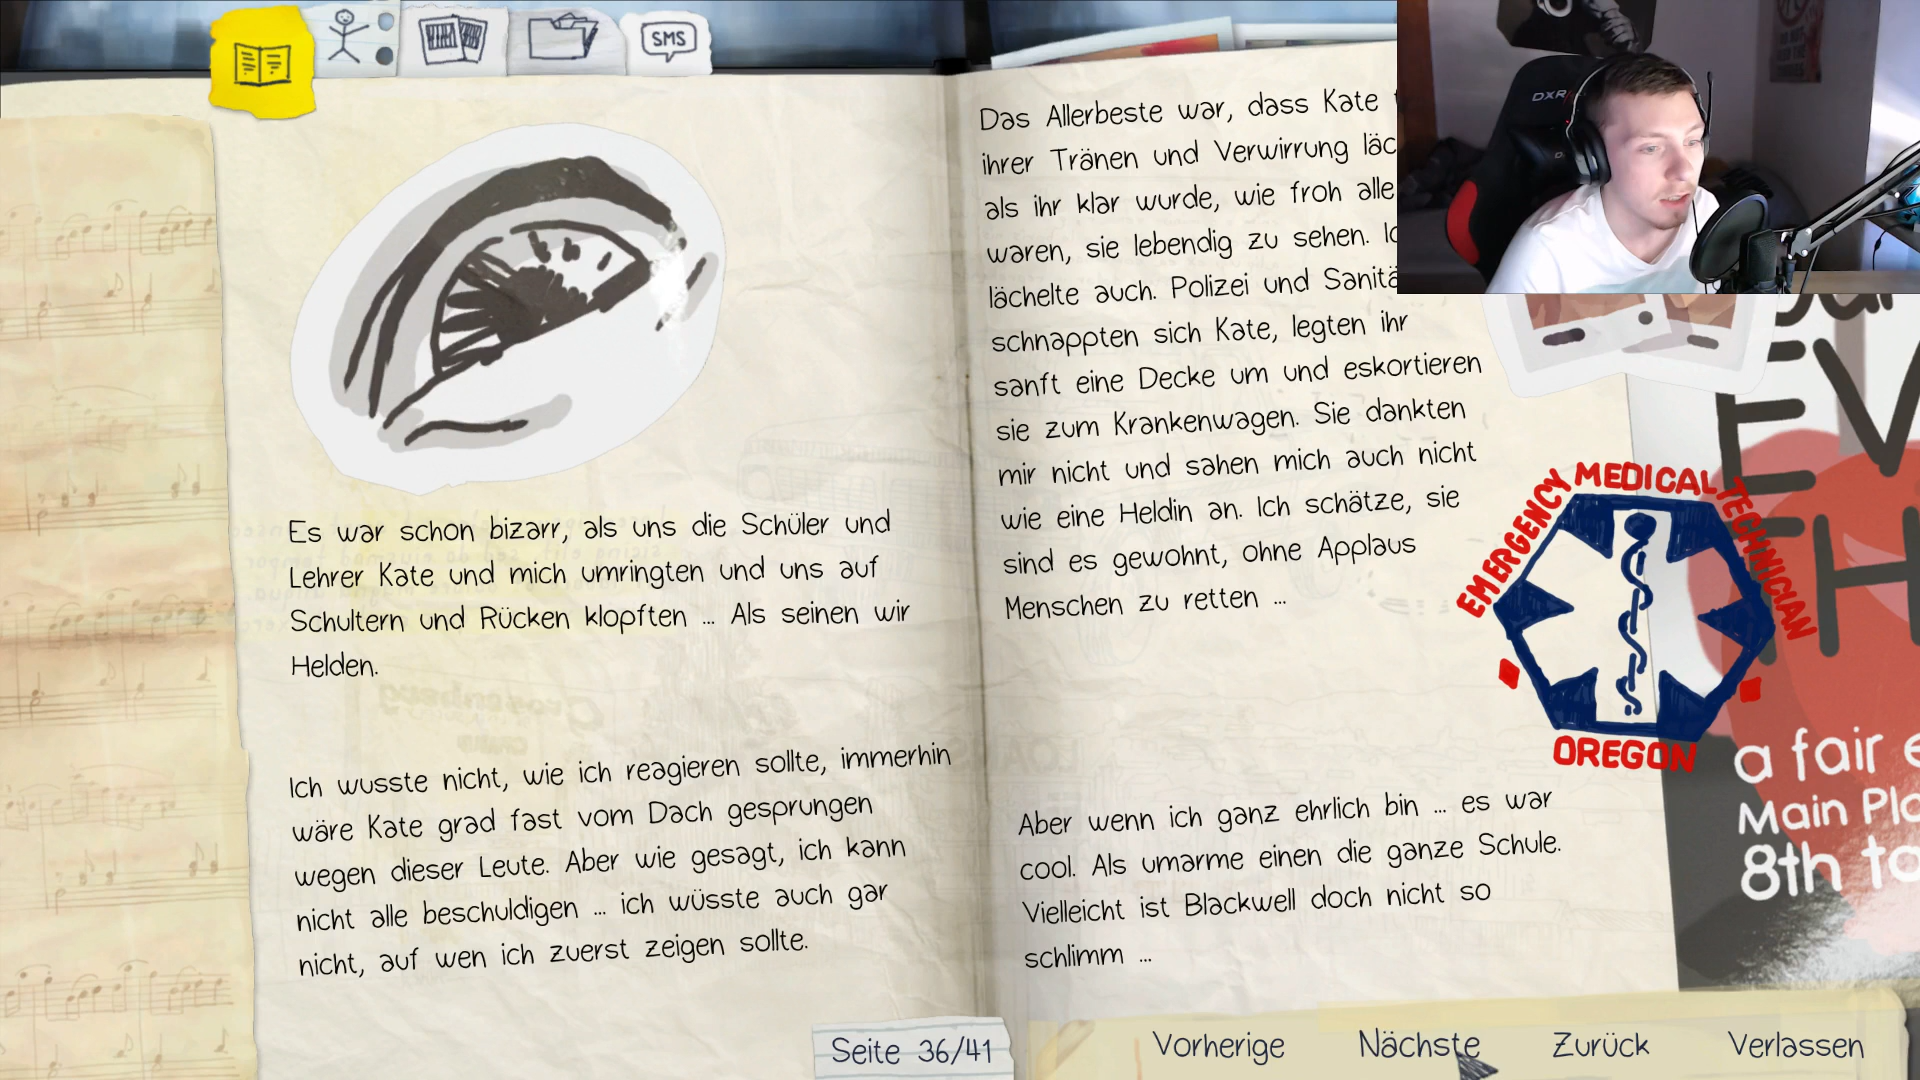 SMS
Es war schon bizarr, als uns die Schüler und
Lehrer Kate und mich umringten und uns auf
Schultern und Rücken klopften ... Als seinen wir
Helden.
Ich wusste nicht, wie ich reagieren sollte, immerhin
wäre Kate grad fast vom Dach gesprungen
wegen dieser Leute. Aber wie gesagt, ich kann
nicht alle beschuldigen ... ich wüsste auch gar
nicht, auf wen ich zuerst zeigen sollte.
Das Allerbeste war, dass Kate
ihrer Tränen und Verwirrung
als ihr klar wurde, wie froh alle
waren, sie lebendig zu sehen.
lächelte auch. Polizei und
schnappten sich Kate, legten ihr
sanft eine Decke um und eskortieren
sie zum Krankenwagen. Sie dankten
mir nicht und sahen mich auch nicht
wie eine Heldin an. Ich schätze, sie
sind es gewohnt, ohne Applaus
Menschen zu retten ...
Aber wenn ich ganz ehrlich bin ... es war
cool. Als umarme einen die ganze Schule.
Vielleicht ist Blackwell doch nicht so
schlimm ...
DXR
EMERGENCY MEDICAL TECHNICIAN
OREGON
a fair
Main
8th to
Seite 36/41
Vorherige Nächste Zurück Verlassen